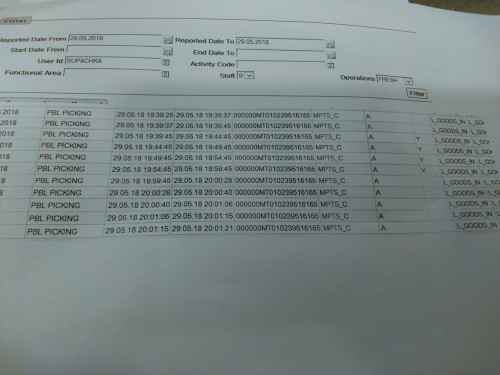 Filter
Reported Date From 29.05.2018 Reported Date To 29.05.2018
Start Date From End Date To
User Id SUPACHKA Activity Code
Functional Area Shift B Operations FRESH
Filter
.2018 PBL PICKING 29.05.18 19:39:25 29.05.18 19:39:37 000000MT010239516165 MPTS_C A L_GOODS_IN L_GO
2018 PBL PICKING 29.05.18 19:39:37 29.05.18 19:39:45 000000MT010239516165 MPTS_C A L_GOODS_IN L_GO
2018 PBL PICKING 29.05.18 19:39:45 29.05.18 19:44:45 000000MT010239516165 MPTS_C A Y L_GOODS_IN L_GO
018 PBL PICKING 29.05.18 19:44:45 29.05.18 19:49:45 000000MT010239516165 MPTS_C A Y L_GOODS_IN L_GO
018 PBL PICKING 29.05.18 19:49:45 29.05.18 19:54:45 000000MT010239516165 MPTS_C A Y L_GOODS_IN L_GO
18 PBL PICKING 29.05.18 19:54:45 29.05.18 19:59:45 000000MT010239516165 MPTS_C A Y L_GOODS_IN L_GO
18 PBL PICKING 29.05.18 19:59:45 29.05.18 20:00:28 000000MT010239516165 MPTS_C A L_GOODS_IN L_GO
8 PBL PICKING 29.05.18 20:00:28 29.05.18 20:00:40 000000MT010239516165 MPTS_C A L_GOODS_IN L_G
PBL PICKING 29.05.18 20:00:40 29.05.18 20:01:06 000000MT010239516165 MPTS_C A L_GOODS_IN L_G
PBL PICKING 29.05.18 20:01:06 29.05.18 20:01:15 000000MT010239516165 MPTS_C A L_GOODS_IN L
PBL PICKING 29.05.18 20:01:15 29.05.18 20:01:21 000000MT010239516165 MPTS_C A L_GOODS_IN L